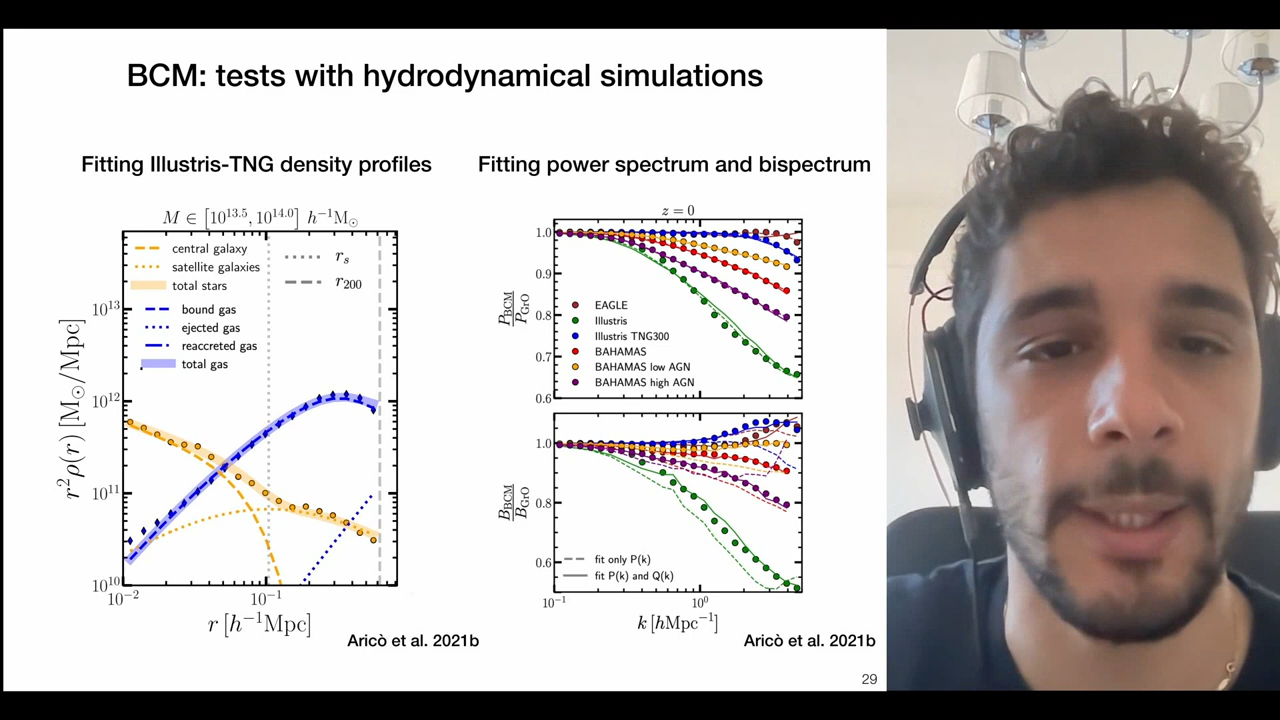 BCM: tests with hydrodynamical simulations
Fitting Illustris-TNG density profiles
M ∈ [10^13.5, 10^14.0] h^−1M⊙
central galaxy
satellite galaxies
total stars
bound gas
ejected gas
reaccreted gas
total gas
r_s
r_200
10^13
10^12
10^11
10^10
r^2ρ(r) [M⊙/Mpc]
10^−2
10^−1
r [h^−1Mpc]
Aricò et al. 2021b
Fitting power spectrum and bispectrum
z = 0
1.0
0.9
0.8
0.7
0.6
P_BCM/P_GrO
EAGLE
Illustris
Illustris TNG300
BAHAMAS
BAHAMAS low AGN
BAHAMAS high AGN
1.0
0.8
0.6
B_BCM/B_GrO
fit only P(k)
fit P(k) and Q(k)
10^−1
10^0
k [hMpc^−1]
Aricò et al. 2021b
29